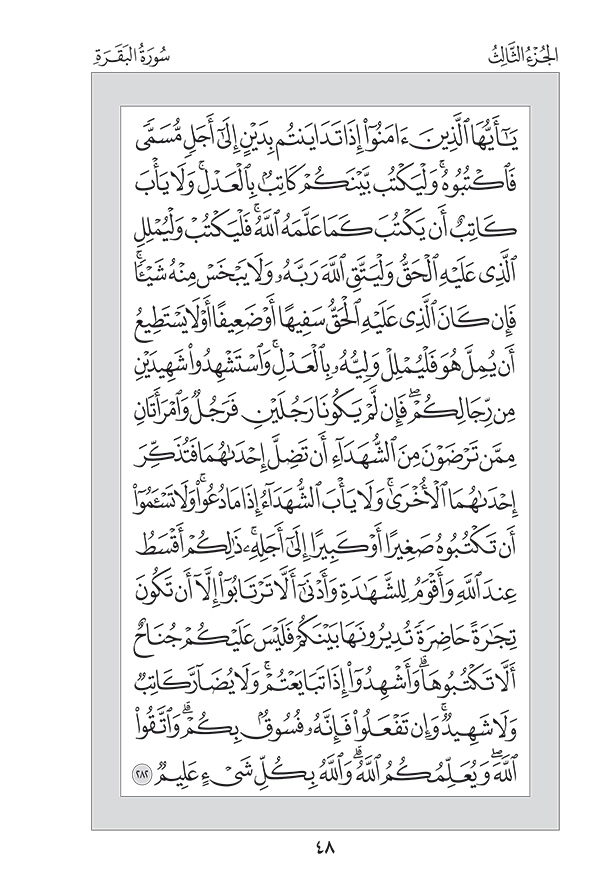 الجُزْءُ الثَّالِثُ
سُورَةُ البَقَرَةِ
يَٰٓأَيُّهَا ٱلَّذِينَ ءَامَنُوٓاْ إِذَا تَدَايَنتُم بِدَيۡنٍ إِلَىٰٓ أَجَلٖ مُّسَمّٗى
فَٱكۡتُبُوهُۚ وَلۡيَكۡتُب بَّيۡنَكُمۡ كَاتِبُۢ بِٱلۡعَدۡلِۚ وَلَا يَأۡبَ
كَاتِبٌ أَن يَكۡتُبَ كَمَا عَلَّمَهُ ٱللَّهُۚ فَلۡيَكۡتُبۡ وَلۡيُمۡلِلِ
ٱلَّذِي عَلَيۡهِ ٱلۡحَقُّ وَلۡيَتَّقِ ٱللَّهَ رَبَّهُۥ وَلَا يَبۡخَسۡ مِنۡهُ شَيۡـٔٗاۚ
فَإِن كَانَ ٱلَّذِي عَلَيۡهِ ٱلۡحَقُّ سَفِيهًا أَوۡ ضَعِيفًا أَوۡ لَا يَسۡتَطِيعُ
أَن يُمِلَّ هُوَ فَلۡيُمۡلِلۡ وَلِيُّهُۥ بِٱلۡعَدۡلِۚ وَٱسۡتَشۡهِدُواْ شَهِيدَيۡنِ
مِن رِّجَالِكُمۡۖ فَإِن لَّمۡ يَكُونَا رَجُلَيۡنِ فَرَجُلٞ وَٱمۡرَأَتَانِ
مِمَّن تَرۡضَوۡنَ مِنَ ٱلشُّهَدَآءِ أَن تَضِلَّ إِحۡدَىٰهُمَا فَتُذَكِّرَ
إِحۡدَىٰهُمَا ٱلۡأُخۡرَىٰۚ وَلَا يَأۡبَ ٱلشُّهَدَآءُ إِذَا مَا دُعُواْۚ وَلَا تَسۡـَٔمُوٓاْ
أَن تَكۡتُبُوهُ صَغِيرًا أَوۡ كَبِيرًا إِلَىٰٓ أَجَلِهِۦۚ ذَٰلِكُمۡ أَقۡسَطُ
عِندَ ٱللَّهِ وَأَقۡوَمُ لِلشَّهَٰدَةِ وَأَدۡنَىٰٓ أَلَّا تَرۡتَابُوٓاْ إِلَّآ أَن تَكُونَ
تِجَٰرَةً حَاضِرَةٗ تُدِيرُونَهَا بَيۡنَكُمۡ فَلَيۡسَ عَلَيۡكُمۡ جُنَاحٌ
أَلَّا تَكۡتُبُوهَاۗ وَأَشۡهِدُوٓاْ إِذَا تَبَايَعۡتُمۡۚ وَلَا يُضَآرَّ كَاتِبٞ
وَلَا شَهِيدٞۚ وَإِن تَفۡعَلُواْ فَإِنَّهُۥ فُسُوقُۢ بِكُمۡۗ وَٱتَّقُواْ
ٱللَّهَۖ وَيُعَلِّمُكُمُ ٱللَّهُۗ وَٱللَّهُ بِكُلِّ شَيۡءٍ عَلِيمٞ ٢٨٢
٤٨